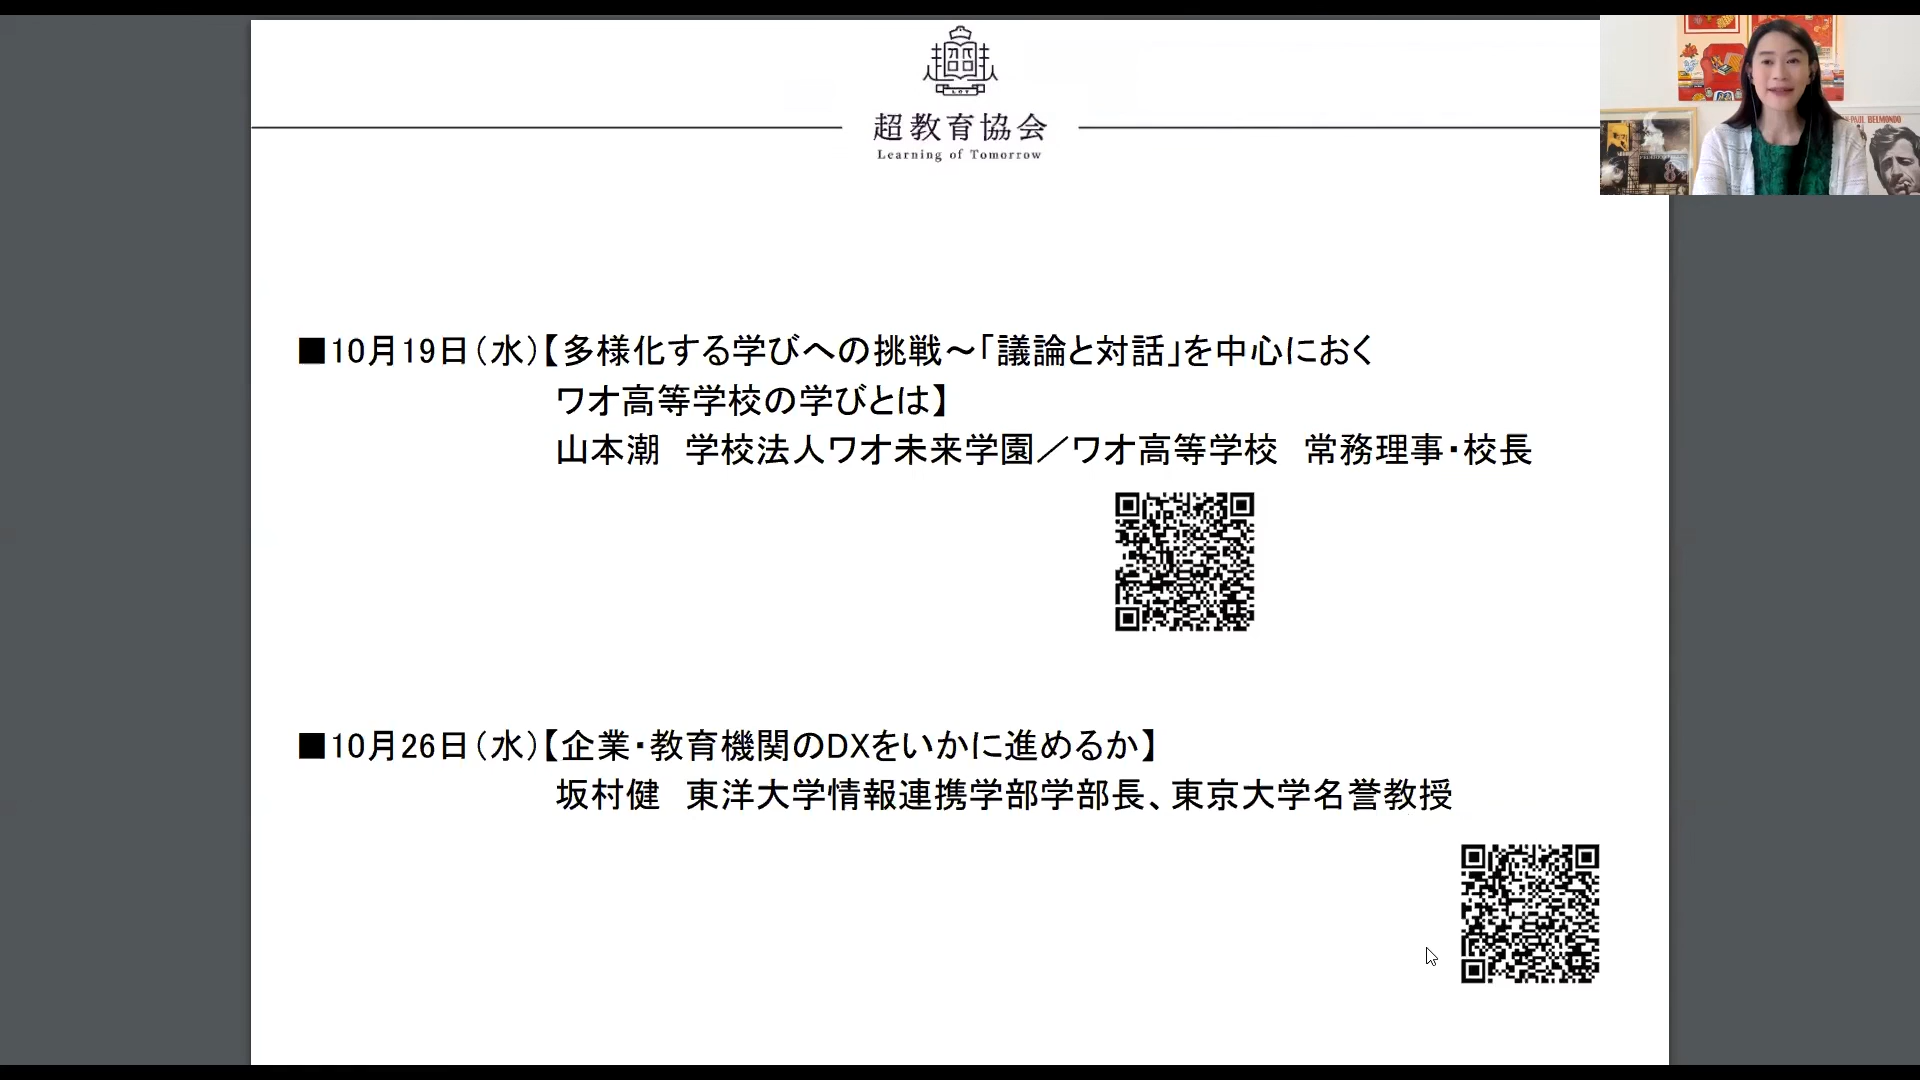 LOT
超教育協会
Learning of Tomorrow
PAUL BELMONDO
■10月19日（水）【多様化する学びへの挑戦～「議論と対話」を中心におく
ワオ高等学校の学びとは】
山本潮　学校法人ワオ未来学園／ワオ高等学校　常務理事・校長
■10月26日（水）【企業・教育機関のDXをいかに進めるか】
坂村健　東洋大学情報連携学部学部長、東京大学名誉教授